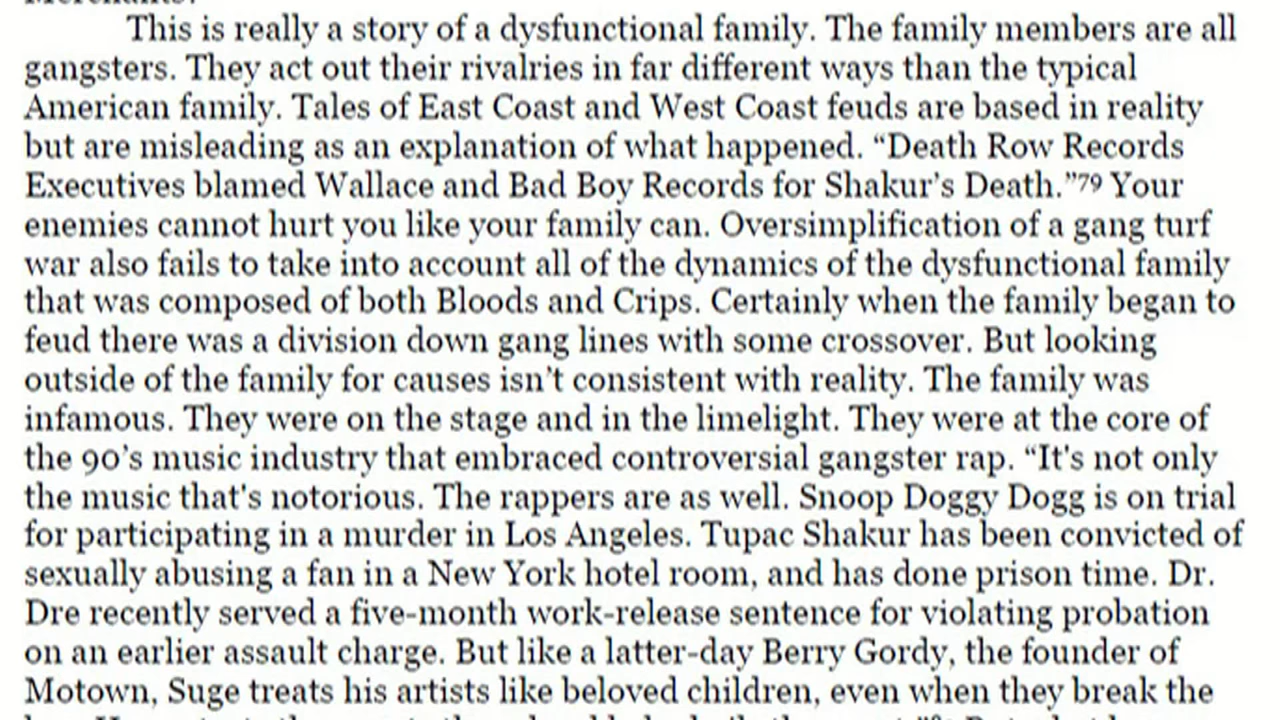 This is really a story of a dysfunctional family. The family members are all
gangsters. They act out their rivalries in far different ways than the typical
American family. Tales of East Coast and West Coast feuds are based in reality
but are misleading as an explanation of what happened. “Death Row Records
Executives blamed Wallace and Bad Boy Records for Shakur’s Death.”79 Your
enemies cannot hurt you like your family can. Oversimplification of a gang turf
war also fails to take into account all of the dynamics of the dysfunctional family
that was composed of both Bloods and Crips. Certainly when the family began to
feud there was a division down gang lines with some crossover. But looking
outside of the family for causes isn’t consistent with reality. The family was
infamous. They were on the stage and in the limelight. They were at the core of
the 90’s music industry that embraced controversial gangster rap. “It's not only
the music that's notorious. The rappers are as well. Snoop Doggy Dogg is on trial
for participating in a murder in Los Angeles. Tupac Shakur has been convicted of
sexually abusing a fan in a New York hotel room, and has done prison time. Dr.
Dre recently served a five-month work-release sentence for violating probation
on an earlier assault charge. But like a latter-day Berry Gordy, the founder of
Motown, Suge treats his artists like beloved children, even when they break the